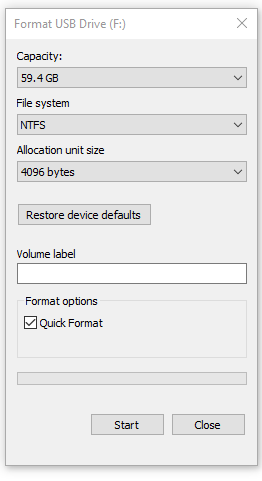 Format USB Drive (F:)
Capacity:
59.4 GB
File system
NTFS
Allocation unit size
4096 bytes
Restore device defaults
Volume label
Format options
Quick Format
Start
Close